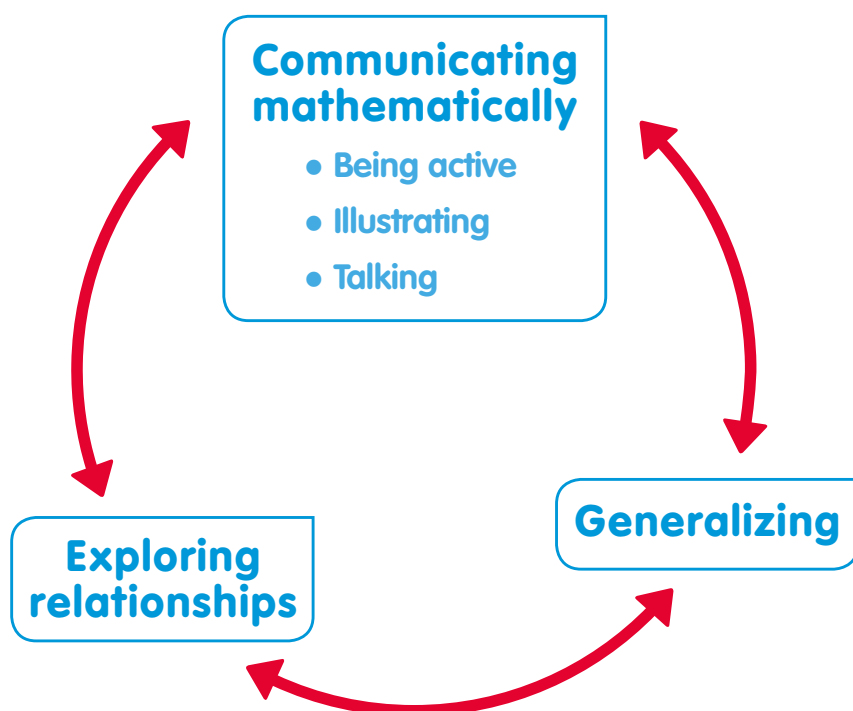 Communicating
mathematically
• Being active
• Illustrating
• Talking
Exploring
relationships
Generalizing